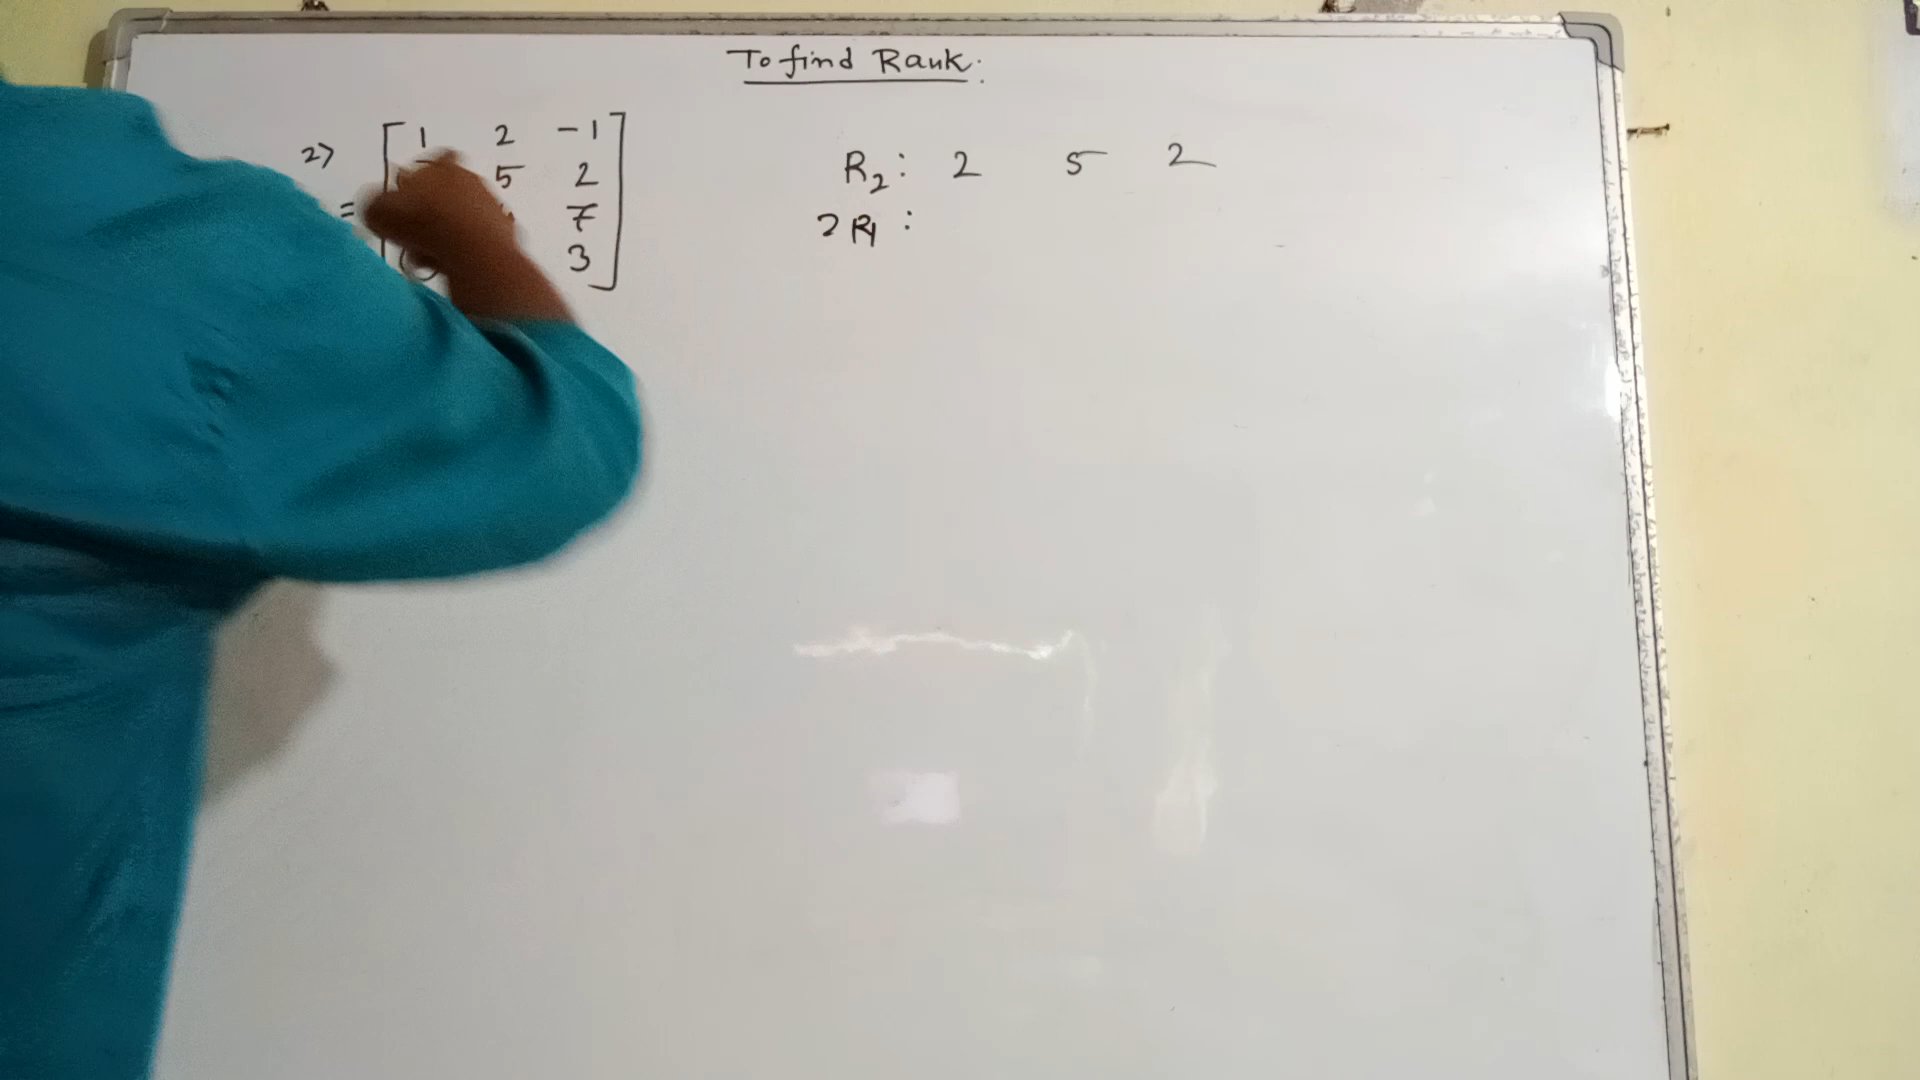 To find Rank:
2) [ 1 2 -1 ]
5 2
= 7
3
R₂ : 2 5 2
2R₁ :